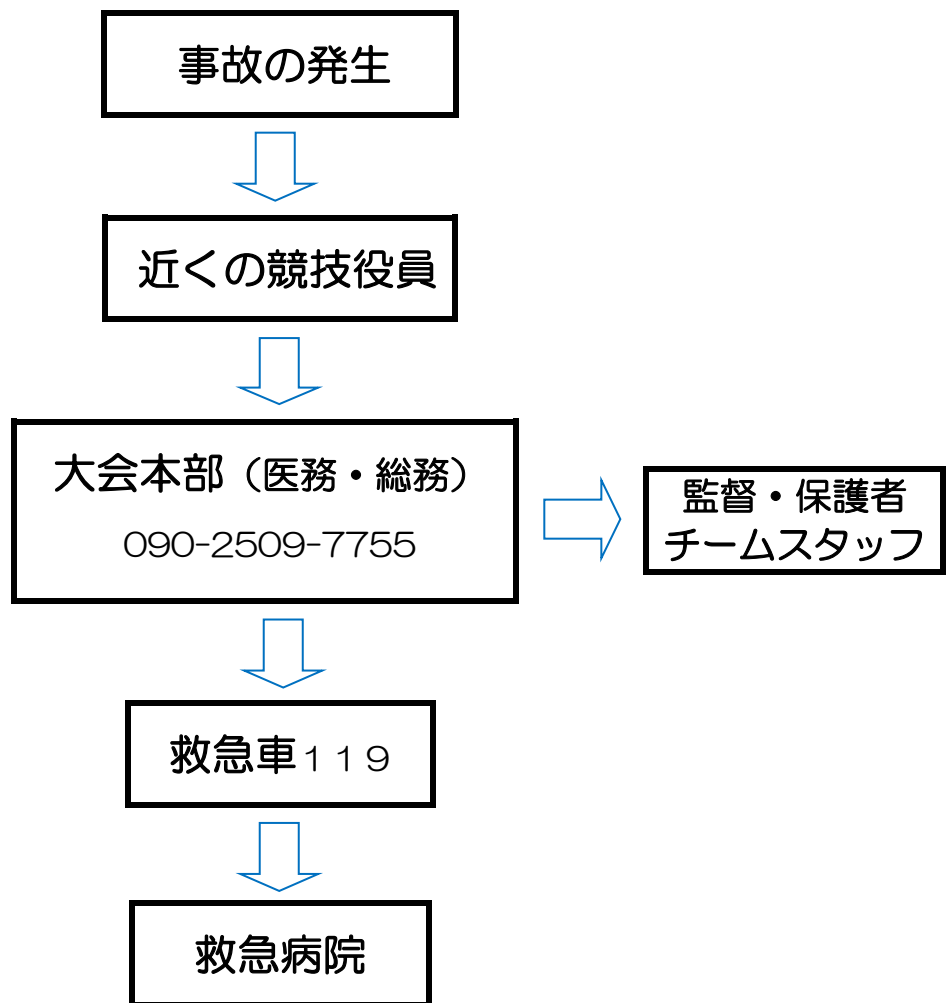 事故の発生
近くの競技役員
大会本部（医務・総務）
090-2509-7755
監督・保護者
チームスタッフ
救急車１１９
救急病院